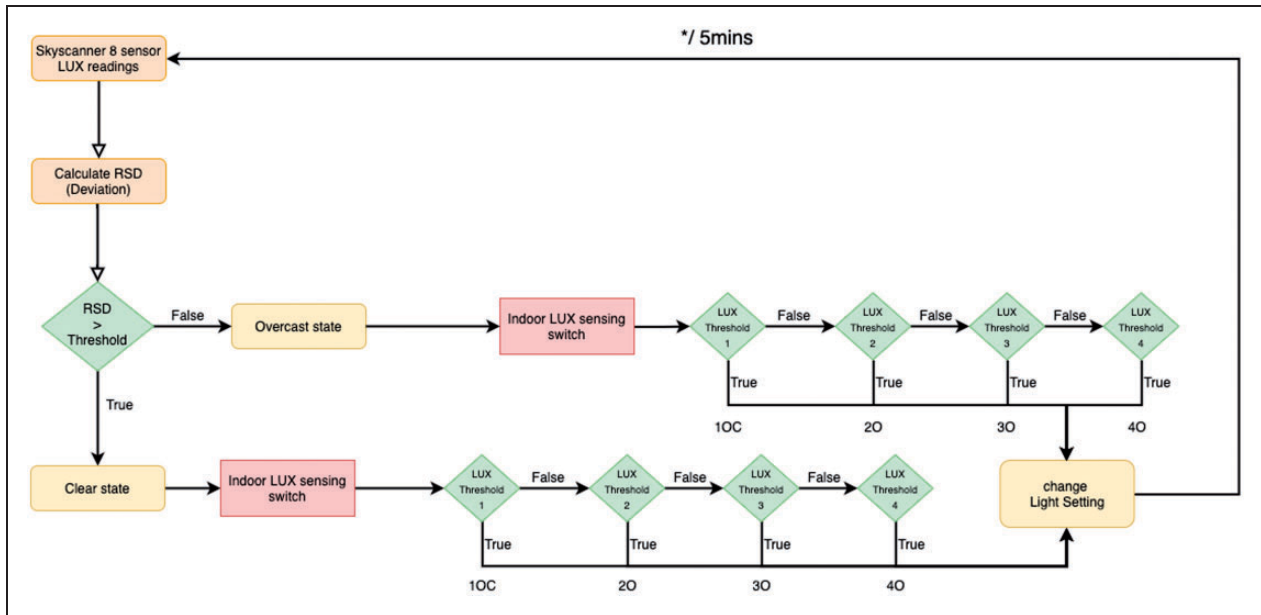 */ 5mins
Skyscanner 8 sensor
LUX readings
Calculate RSD
(Deviation)
RSD
>
Threshold
False
Overcast state
Indoor LUX sensing
switch
LUX
Threshold
1
False
LUX
Threshold
2
False
LUX
Threshold
3
False
LUX
Threshold
4
True
True
True
True
1OC
2O
3O
4O
True
Clear state
Indoor LUX sensing
switch
LUX
Threshold
1
False
LUX
Threshold
2
False
LUX
Threshold
3
False
LUX
Threshold
4
True
True
True
True
1OC
2O
3O
4O
change
Light Setting